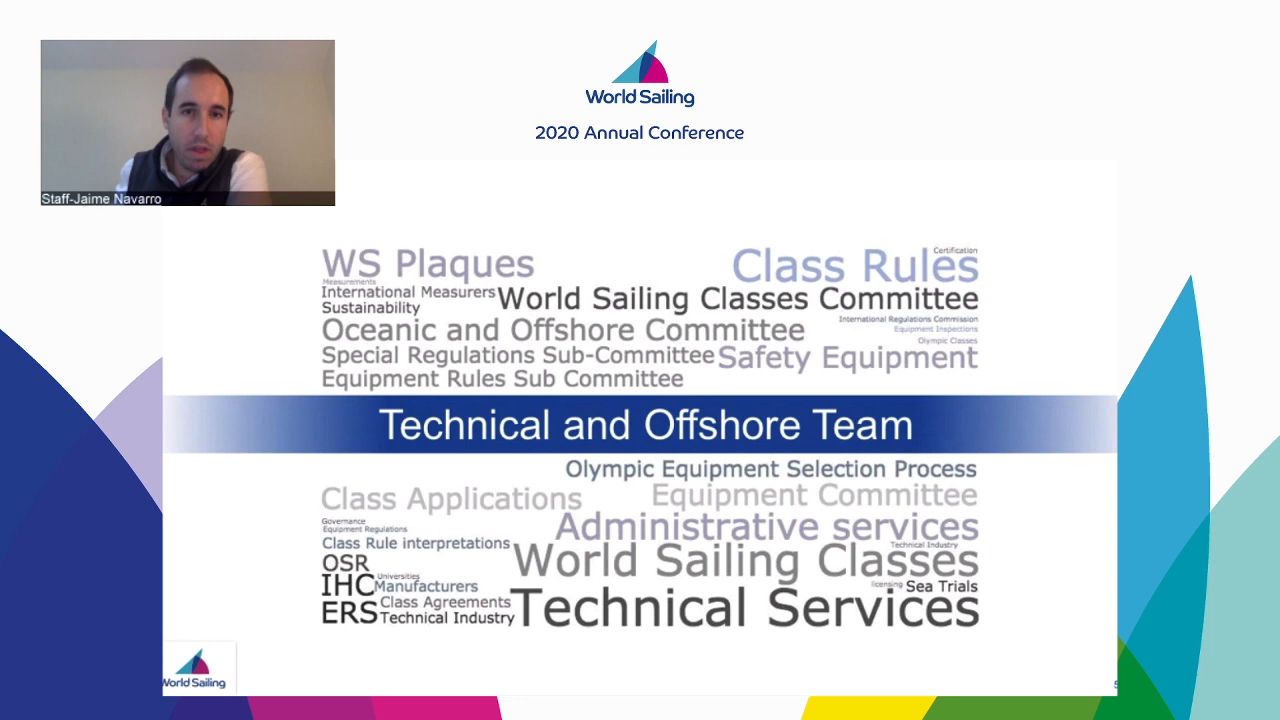 World Sailing
2020 Annual Conference
Staff-Jaime Navarro
WS Plaques
Certification
Class Rules
Measurements
International Measurers
World Sailing Classes Committee
Sustainability
International Regulations Commission
Oceanic and Offshore Committee
Equipment Inspections
Olympic Classes
Special Regulations Sub-Committee
Safety Equipment
Equipment Rules Sub Committee
Technical and Offshore Team
Olympic Equipment Selection Process
Class Applications
Equipment Committee
Governance
Equipment Regulations
Administrative services
Class Rule interpretations
Technical Industry
World Sailing Classes
OSR
Universities
IHC
Manufacturers
licensing
Sea Trials
Class Agreements
ERS
Technical Industry
Technical Services
World Sailing